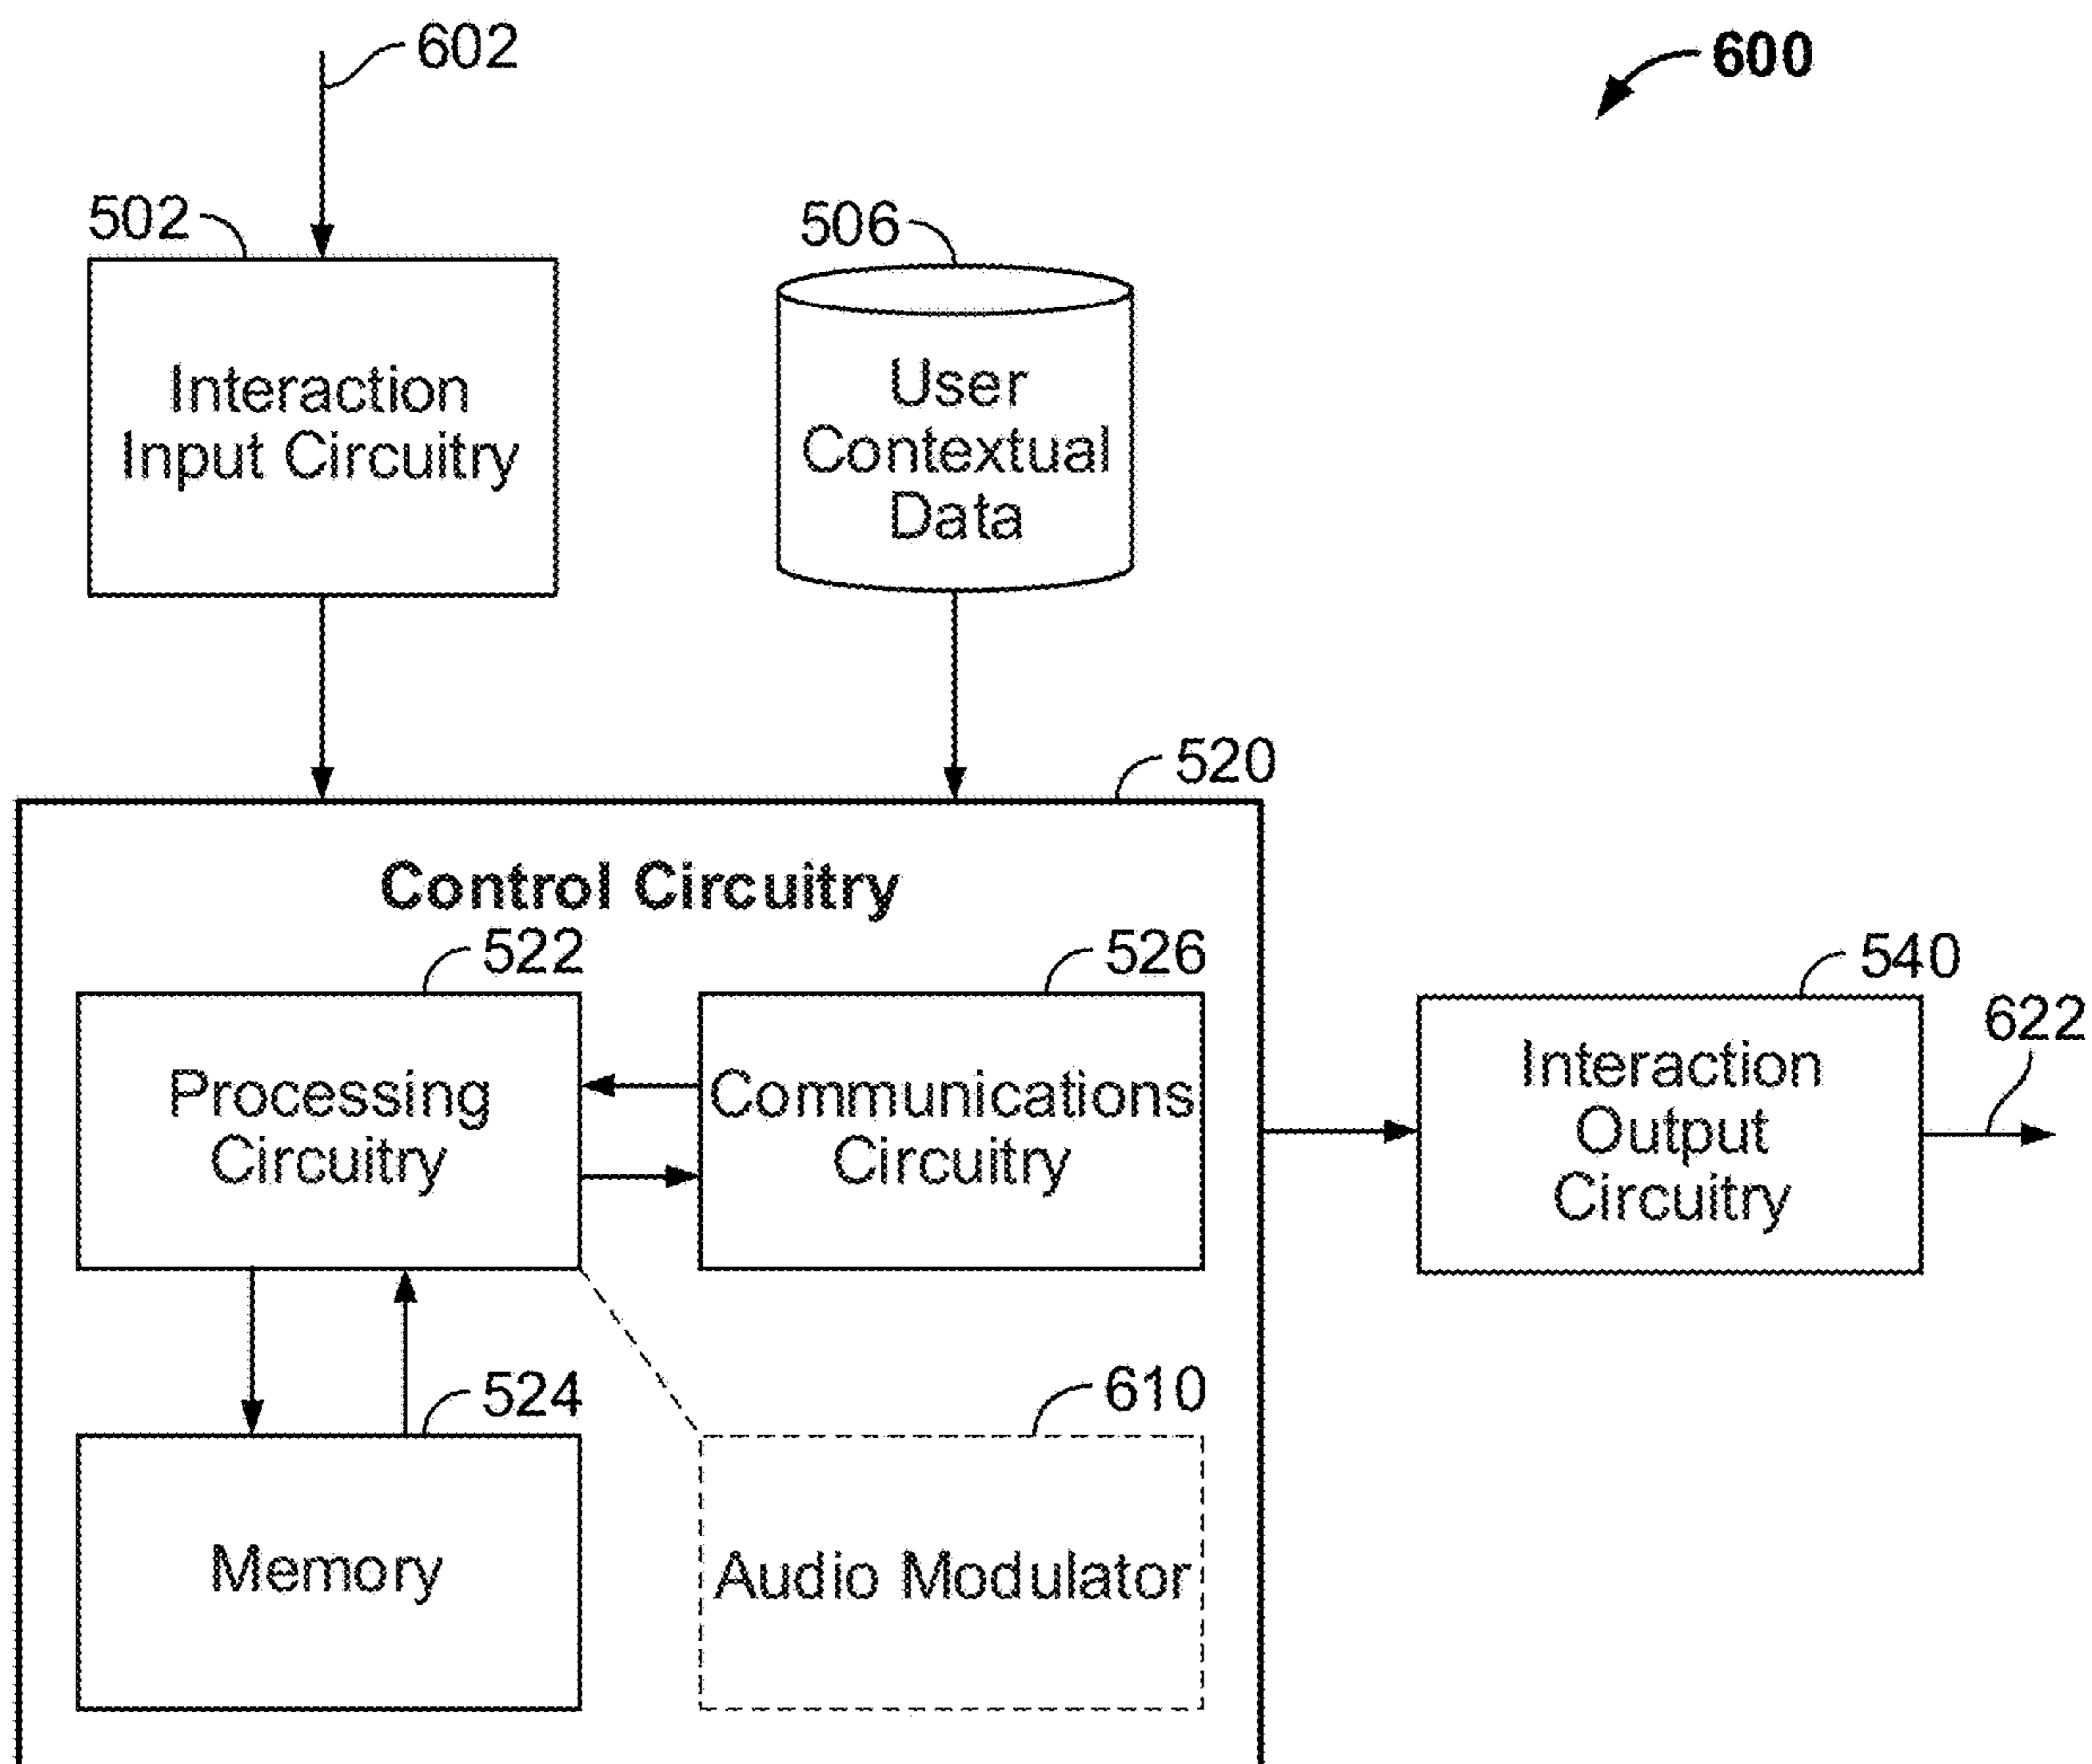 602
600
502
506
Interaction
Input Circuitry
User
Contextual
Data
520
Control Circuitry
522
526
540
622
Processing
Circuitry
Communications
Circuitry
Interaction
Output
Circuitry
524
610
Memory
Audio Modulator